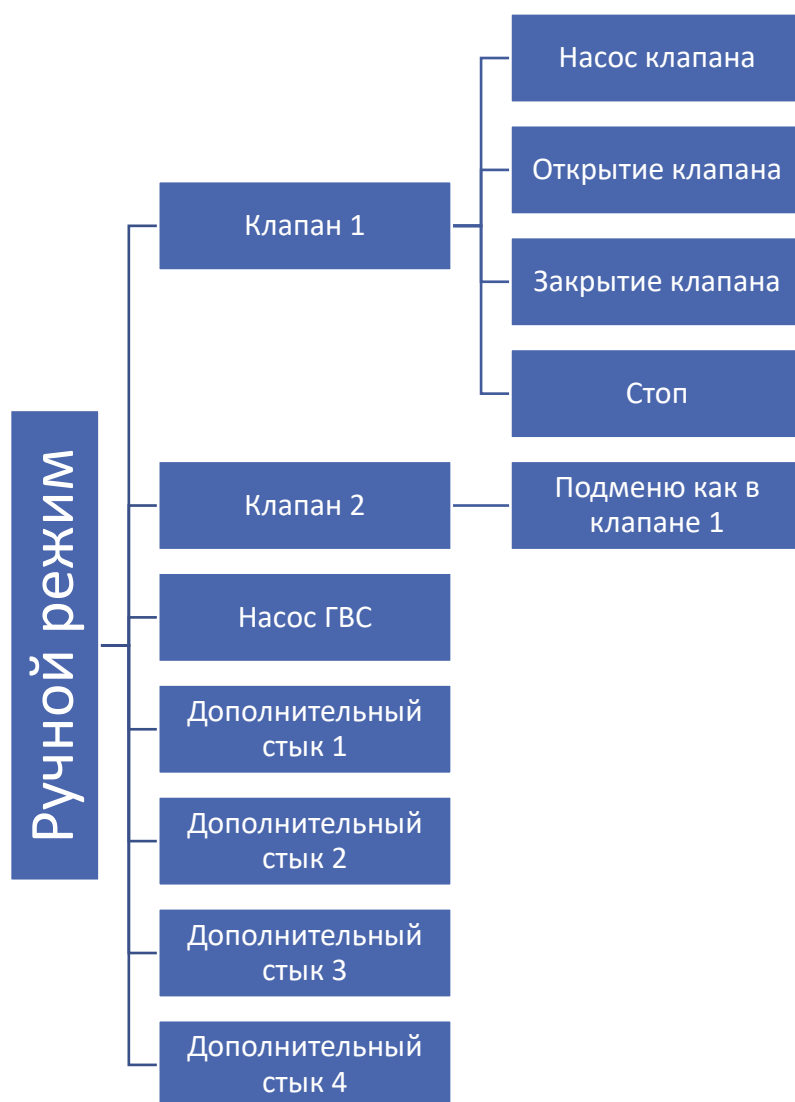 Ручной режим
Клапан 1
Насос клапана
Открытие клапана
Закрытие клапана
Стоп
Клапан 2
Подменю как в
клапане 1
Насос ГВС
Дополнительный
стык 1
Дополнительный
стык 2
Дополнительный
стык 3
Дополнительный
стык 4